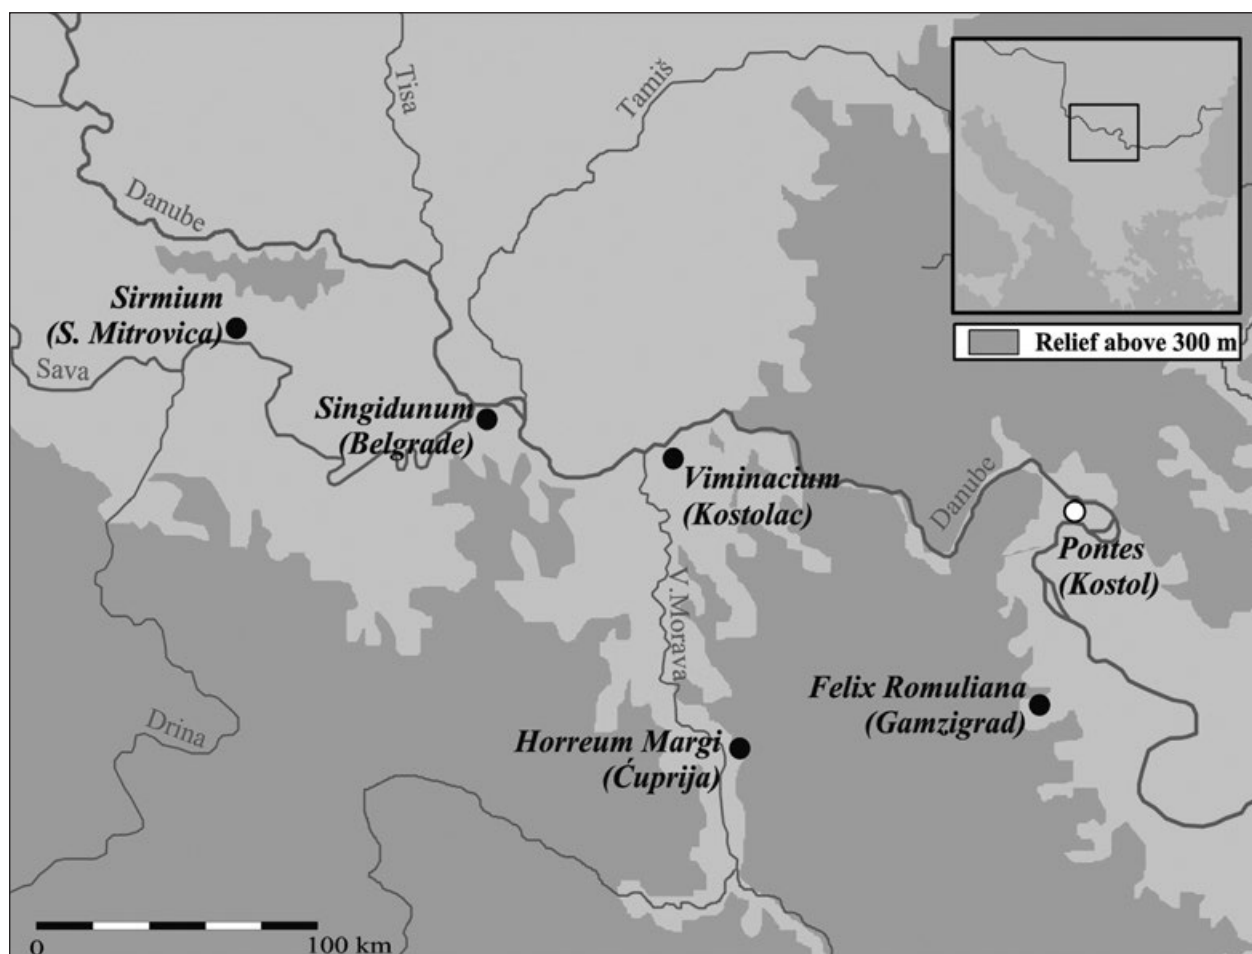 Tisa
Tamiš
Danube
Relief above 300 m
Sirmium
(S. Mitrovica)
Sava
Singidunum
(Belgrade)
Viminacium
(Kostolac)
Danube
Pontes
(Kostol)
V.Morava
Felix Romuliana
(Gamzigrad)
Drina
Horreum Margi
(Ćuprija)
0 100 km